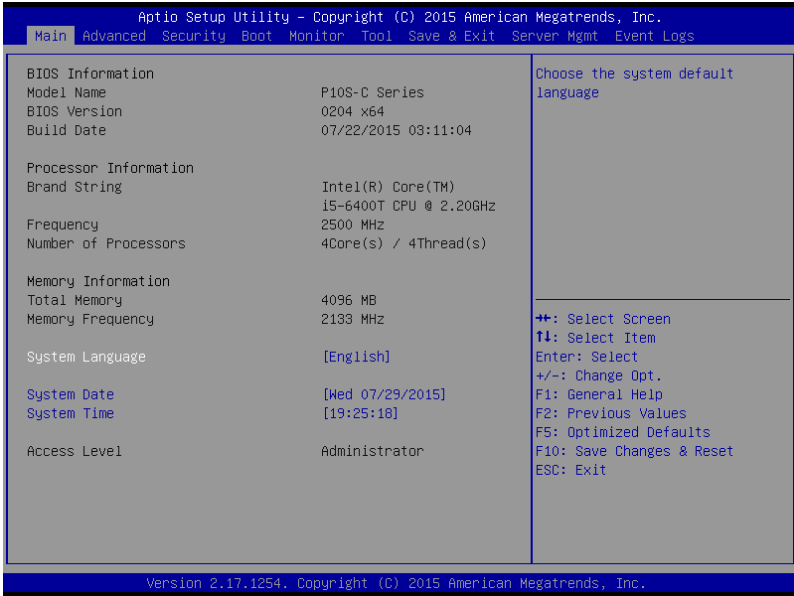 Aptio Setup Utility – Copyright (C) 2015 American Megatrends, Inc.
Main Advanced Security Boot Monitor Tool Save & Exit Server Mgmt Event Logs
BIOS Information
Model Name P10S-C Series
BIOS Version 0204 x64
Build Date 07/22/2015 03:11:04
Processor Information
Brand String Intel(R) Core(TM)
i5-6400T CPU @ 2.20GHz
Frequency 2500 MHz
Number of Processors 4Core(s) / 4Thread(s)
Memory Information
Total Memory 4096 MB
Memory Frequency 2133 MHz
System Language [English]
System Date [Wed 07/29/2015]
System Time [19:25:18]
Access Level Administrator
Choose the system default
language
→←: Select Screen
↑↓: Select Item
Enter: Select
+/-: Change Opt.
F1: General Help
F2: Previous Values
F5: Optimized Defaults
F10: Save Changes & Reset
ESC: Exit
Version 2.17.1254. Copyright (C) 2015 American Megatrends, Inc.